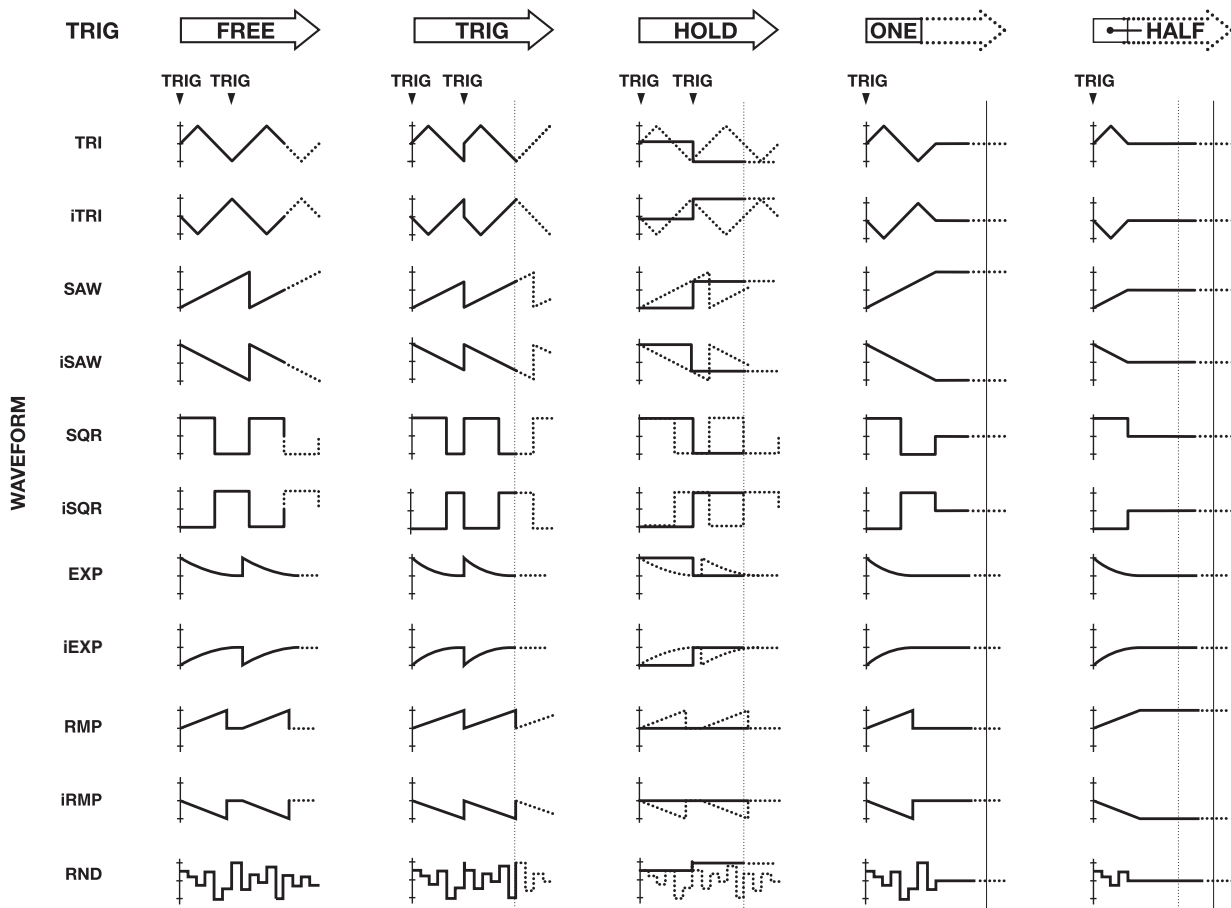 TRIG FREE TRIG HOLD ONE HALF
TRIG TRIG TRIG TRIG TRIG TRIG TRIG TRIG
WAVEFORM
TRI
iTRI
SAW
iSAW
SQR
iSQR
EXP
iEXP
RMP
iRMP
RND